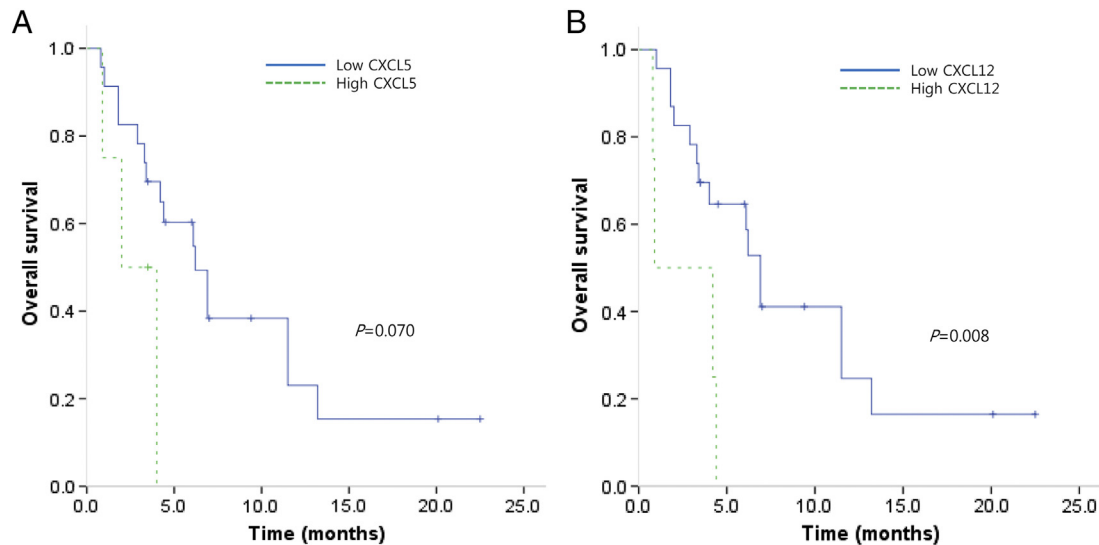 A
Low CXCL5
High CXCL5
1.0
0.8
0.6
0.4
0.2
0.0
Overall survival
P=0.070
0.0 5.0 10.0 15.0 20.0 25.0
Time (months)
B
Low CXCL12
High CXCL12
1.0
0.8
0.6
0.4
0.2
0.0
Overall survival
P=0.008
0.0 5.0 10.0 15.0 20.0 25.0
Time (months)